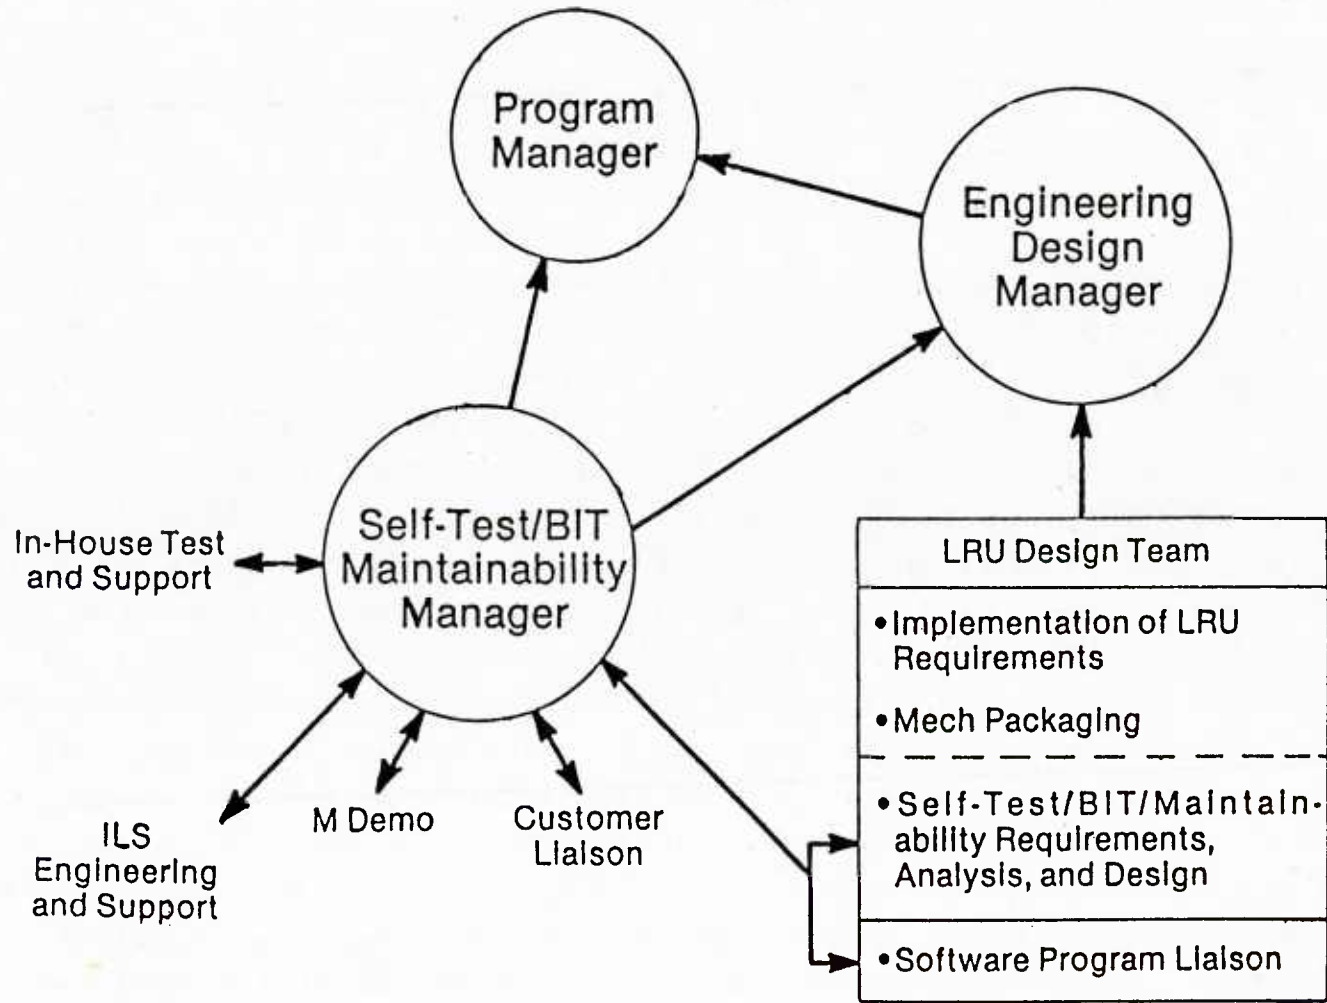 Program
Manager
Engineering
Design
Manager
Self-Test/BIT
Maintainability
Manager
In-House Test
and Support
ILS
Engineering
and Support
M Demo
Customer
Liaison
LRU Design Team
• Implementation of LRU
Requirements
• Mech Packaging
• Self-Test/BIT/Maintain-
ability Requirements,
Analysis, and Design
• Software Program Liaison